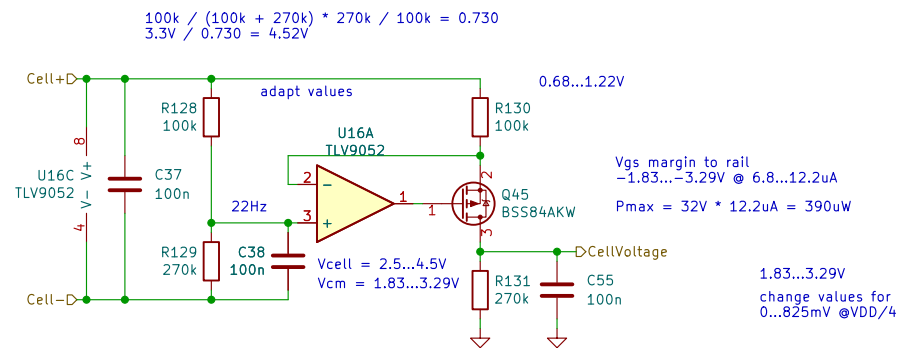 100k / (100k + 270k) * 270k / 100k = 0.730
3.3V / 0.730 = 4.52V
Cell+
adapt values
0.68...1.22V
R128
100k
R130
100k
8
U16C
TLV9052
V+
V-
4
C37
100n
U16A
TLV9052
2
-
3
+
1
1
2
3
Q45
BSS84AKW
Vgs margin to rail
-1.83...-3.29V @ 6.8...12.2uA
Pmax = 32V * 12.2uA = 390uW
22Hz
R129
270k
C38
100n
Vcell = 2.5...4.5V
Vcm = 1.83...3.29V
CellVoltage
R131
270k
C55
100n
1.83...3.29V
change values for
0...825mV @VDD/4
Cell-